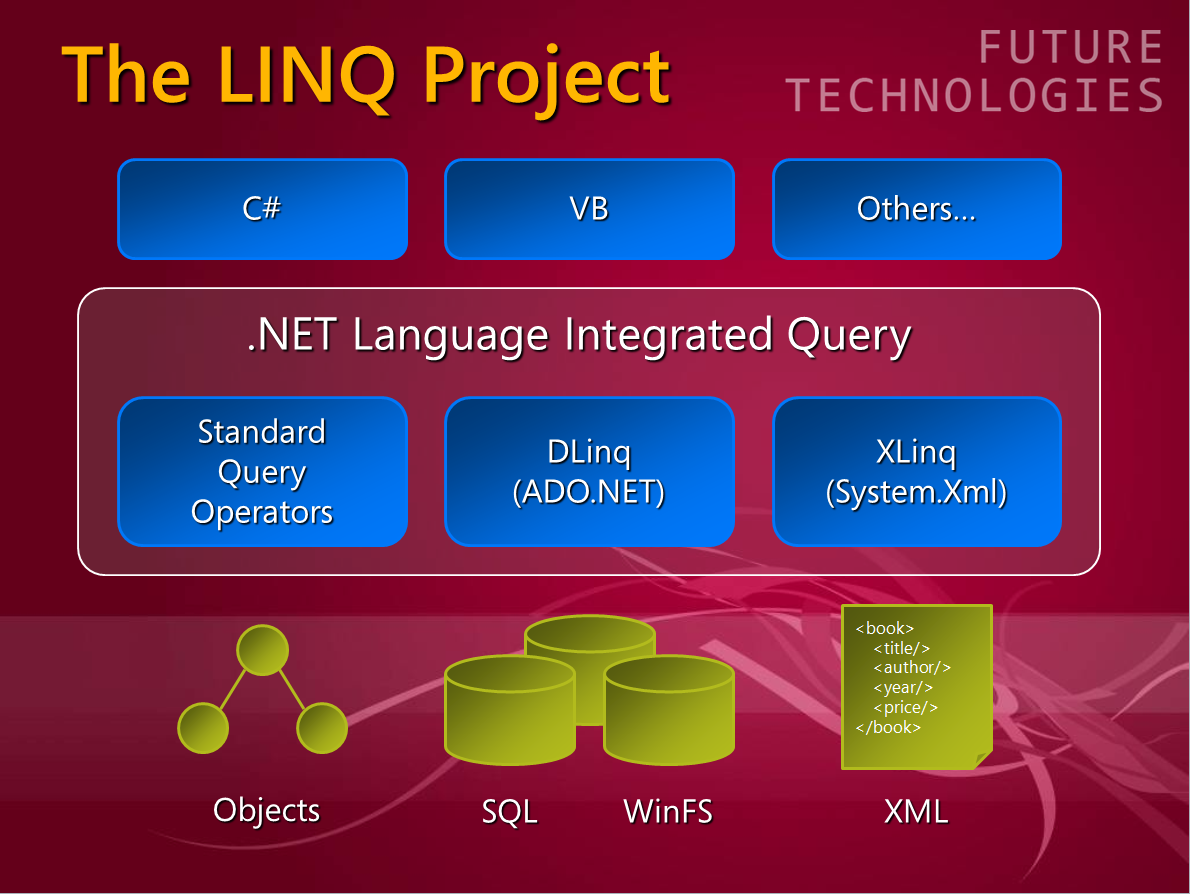 The LINQ Project
FUTURE
TECHNOLOGIES
C#
VB
Others…
.NET Language Integrated Query
Standard
Query
Operators
DLinq
(ADO.NET)
XLinq
(System.Xml)
<book>
<title/>
<author/>
<year/>
<price/>
</book>
Objects
SQL
WinFS
XML